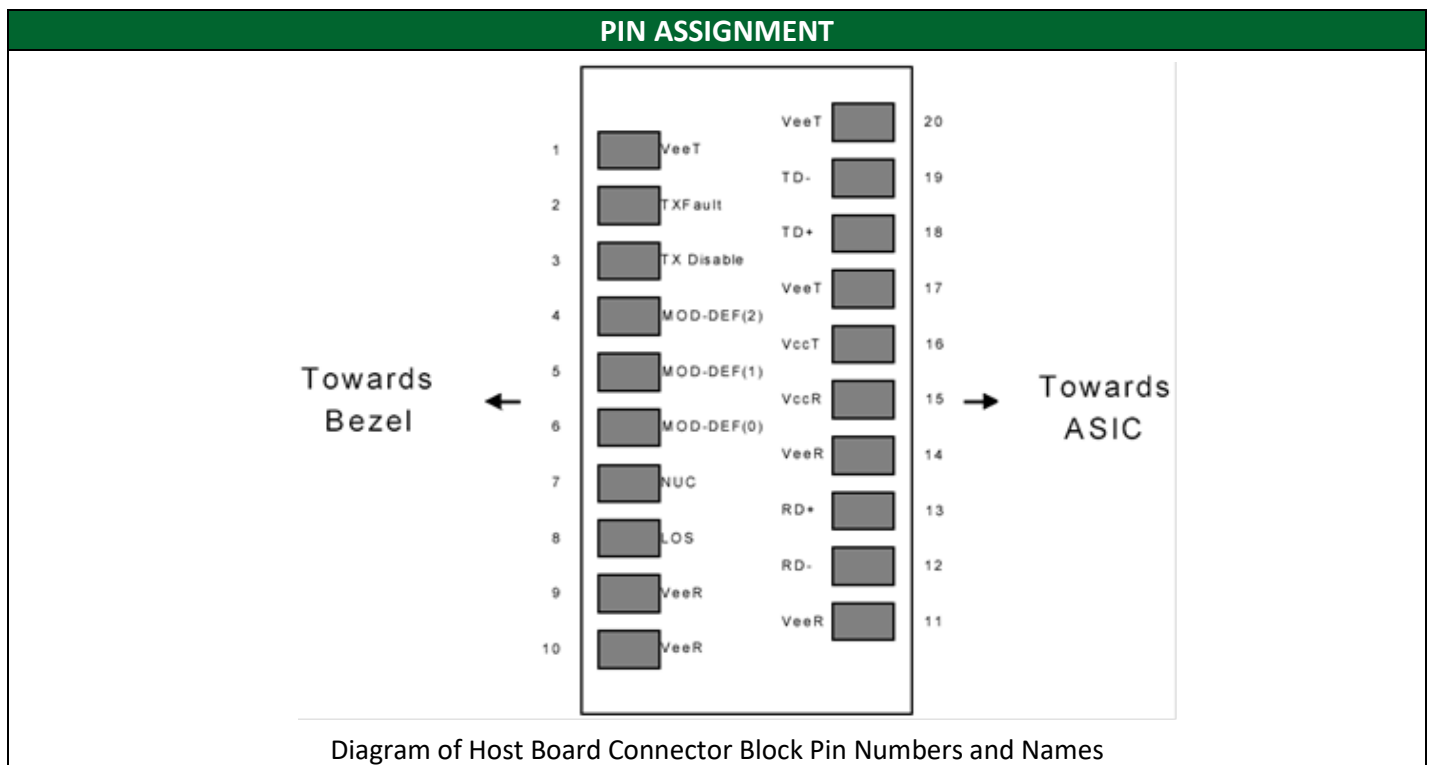 PIN ASSIGNMENT
VeeT 20
1 VeeT
TD- 19
2 TXFault
TD+ 18
3 TX Disable
VeeT 17
4 MOD-DEF(2)
VccT 16
5 MOD-DEF(1)
Towards
Bezel
VccR 15
Towards
ASIC
6 MOD-DEF(0)
VeeR 14
7 NUC
RD+ 13
8 LOS
RD- 12
9 VeeR
VeeR 11
10 VeeR
Diagram of Host Board Connector Block Pin Numbers and Names